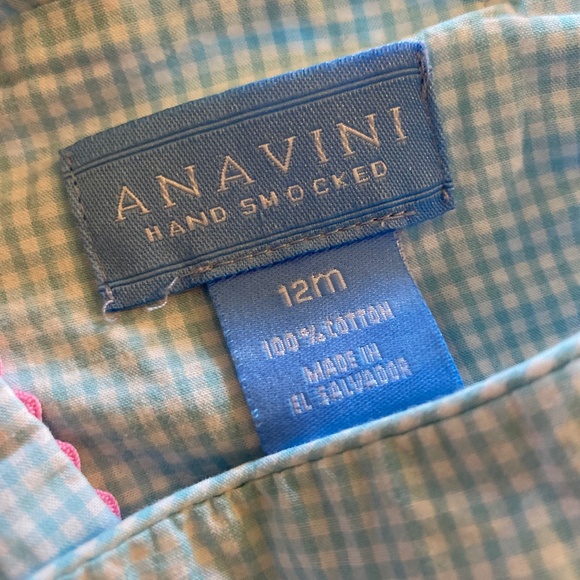 ANAVINI
HAND SMOCKED
12m
100% COTTON
MADE IN
EL SALVADOR